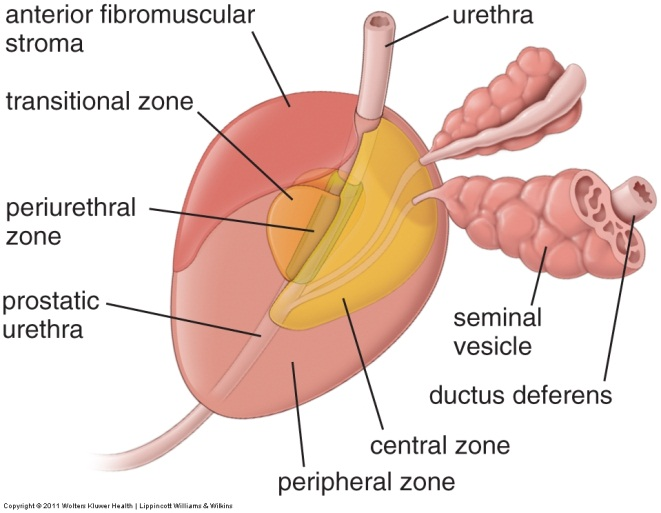 anterior fibromuscular
stroma
urethra
transitional zone
periurethral
zone
prostatic
urethra
seminal
vesicle
ductus deferens
central zone
peripheral zone
Copyright © 2011 Wolters Kluwer Health | Lippincott Williams & Wilkins